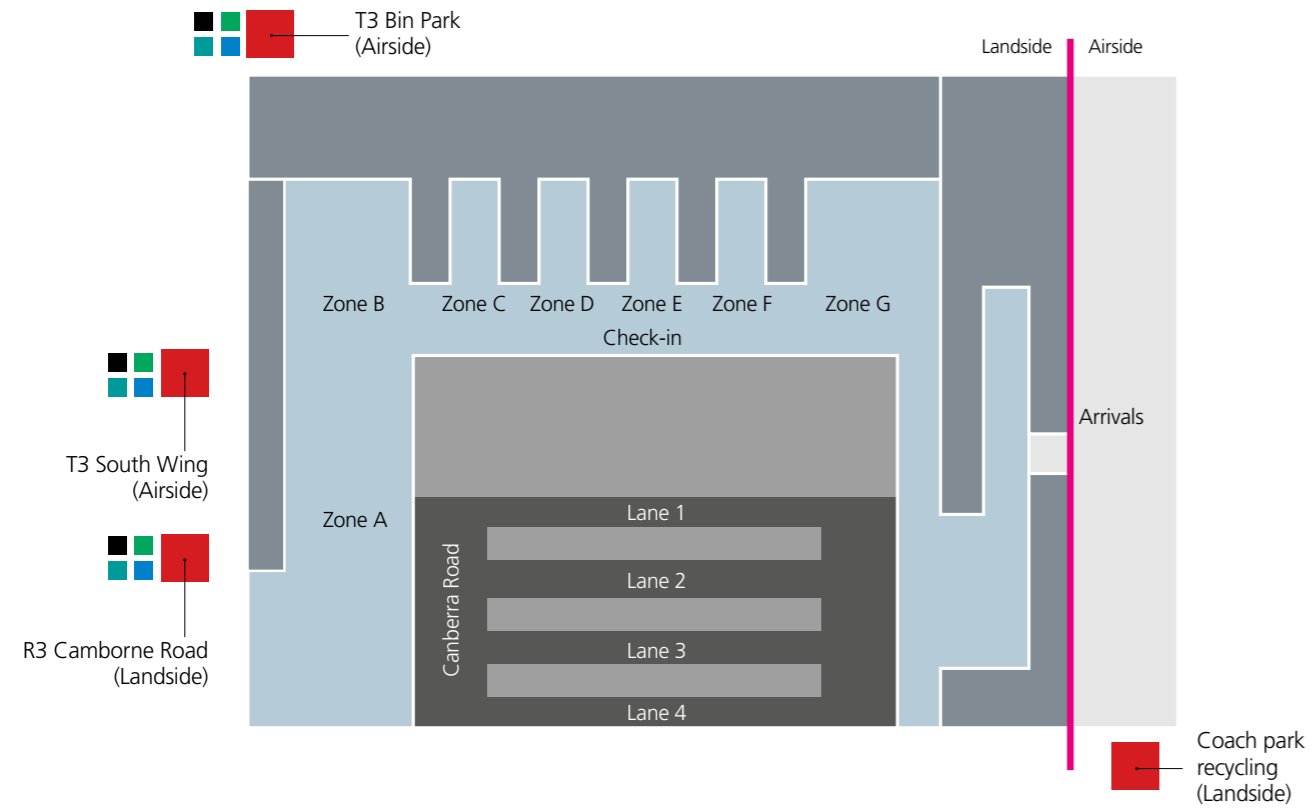 T3 Bin Park
(Airside)
Landside
Airside
Zone B
Zone C
Zone D
Zone E
Zone F
Zone G
Check-in
Arrivals
T3 South Wing
(Airside)
Zone A
Lane 1
Canberra Road
Lane 2
R3 Camborne Road
(Landside)
Lane 3
Lane 4
Coach park
recycling
(Landside)